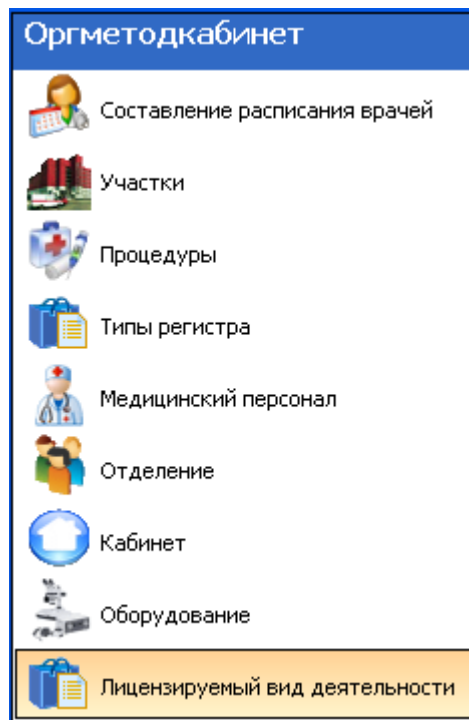 Оргметодкабинет
Составление расписания врачей
Участки
Процедуры
Типы регистра
Медицинский персонал
Отделение
Кабинет
Оборудование
Лицензируемый вид деятельности